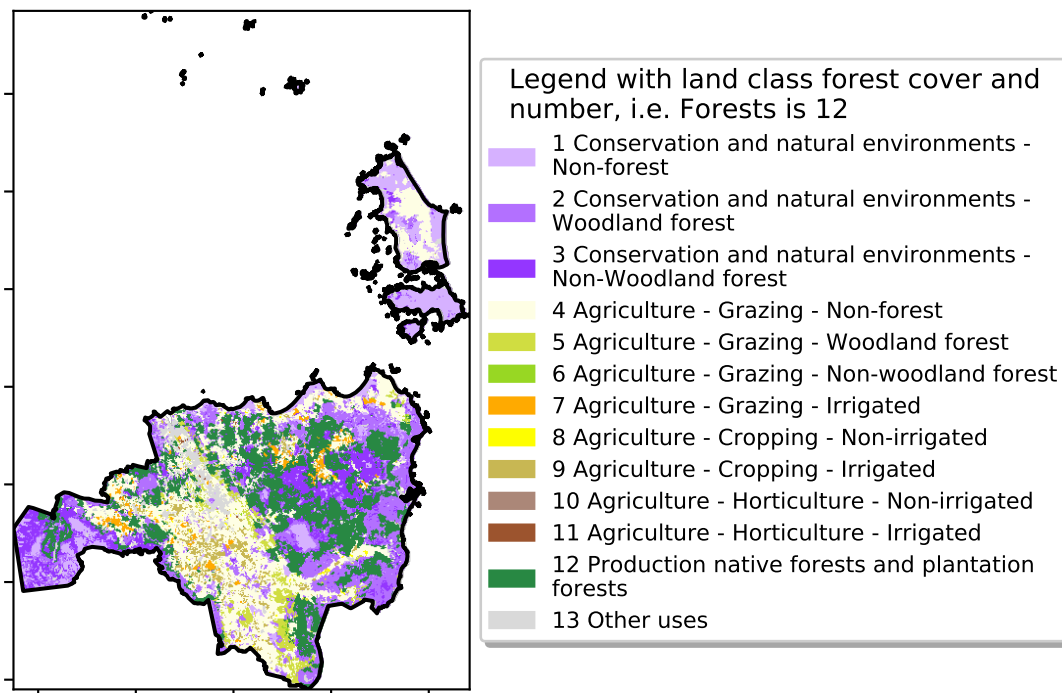 Legend with land class forest cover and
number, i.e. Forests is 12
1 Conservation and natural environments -
Non-forest
2 Conservation and natural environments -
Woodland forest
3 Conservation and natural environments -
Non-Woodland forest
4 Agriculture - Grazing - Non-forest
5 Agriculture - Grazing - Woodland forest
6 Agriculture - Grazing - Non-woodland forest
7 Agriculture - Grazing - Irrigated
8 Agriculture - Cropping - Non-irrigated
9 Agriculture - Cropping - Irrigated
10 Agriculture - Horticulture - Non-irrigated
11 Agriculture - Horticulture - Irrigated
12 Production native forests and plantation
forests
13 Other uses